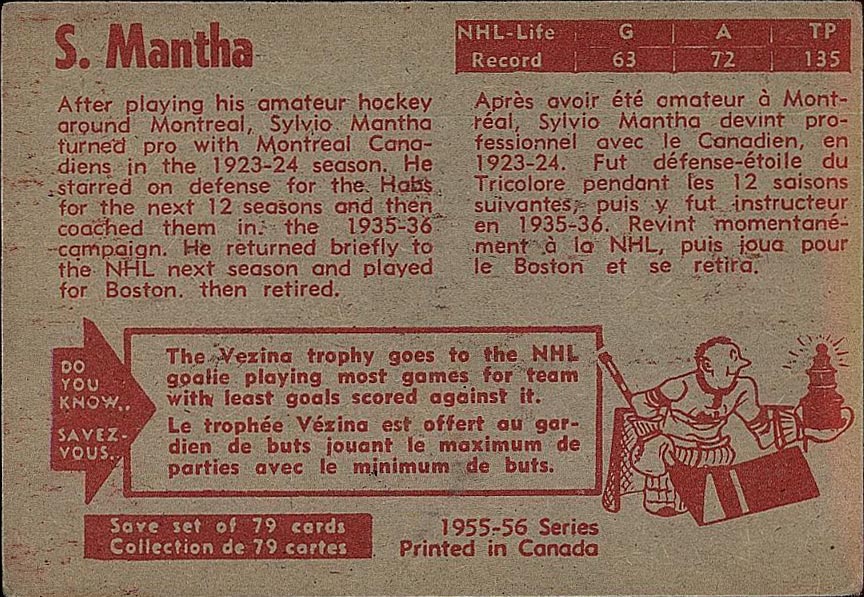 S. Mantha
NHL-Life G A TP
Record 63 72 135
After playing his amateur hockey
around Montreal, Sylvio Mantha
turned pro with Montreal Cana-
diens in the 1923-24 season. He
starred on defense for the Habs
for the next 12 seasons and then
coached them in the 1935-36
campaign. He returned briefly to
the NHL next season and played
for Boston. then retired.
Après avoir été amateur à Mont-
réal, Sylvio Mantha devint pro-
fessionnel avec le Canadien, en
1923-24. Fut défense-étoile du
Tricolore pendant les 12 saisons
suivantes, puis y fut instructeur
en 1935-36. Revint momentané-
ment à la NHL, puis joua pour
le Boston et se retira.
DO
YOU
KNOW..
SAVEZ-
VOUS...
The Vezina trophy goes to the NHL
goalie playing most games for team
with least goals scored against it.
Le trophée Vézina est offert au gar-
dien de buts jouant le maximum de
parties avec le minimum de buts.
Save set of 79 cards
Collection de 79 cartes
1955-56 Series
Printed in Canada